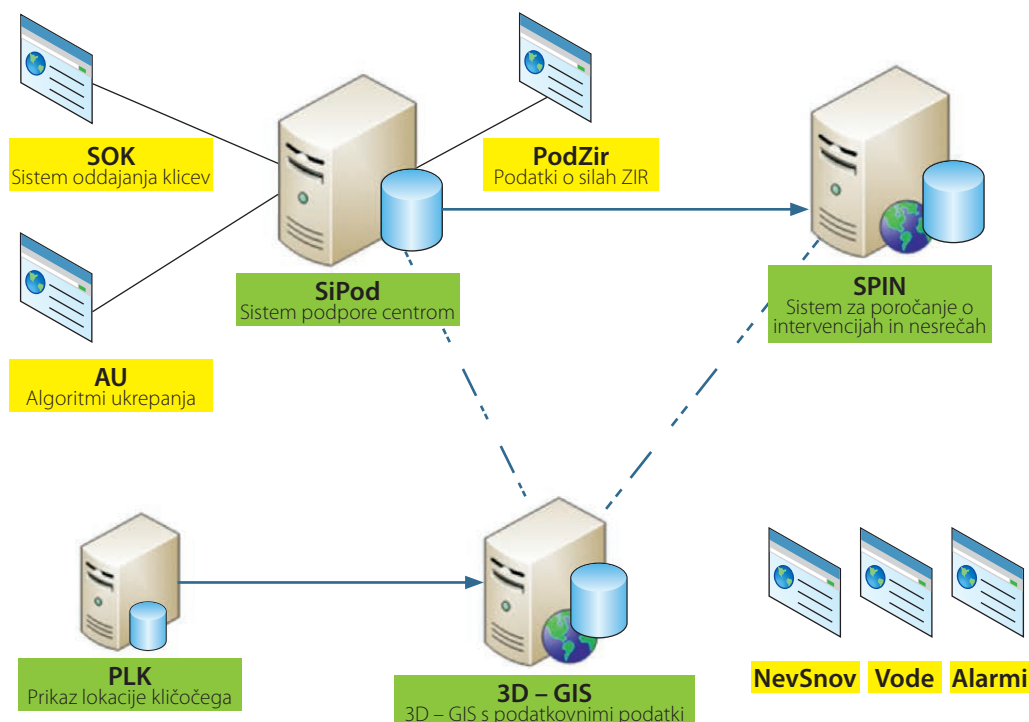 SOK
Sistem oddajanja klicev
PodZir
Podatki o silah ZIR
SiPod
Sistem podpore centrom
SPIN
Sistem za poročanje o
intervencijah in nesrečah
AU
Algoritmi ukrepanja
PLK
Prikaz lokacije kličočega
3D – GIS
3D – GIS s podatkovnimi podatki
NevSnov
Vode
Alarmi